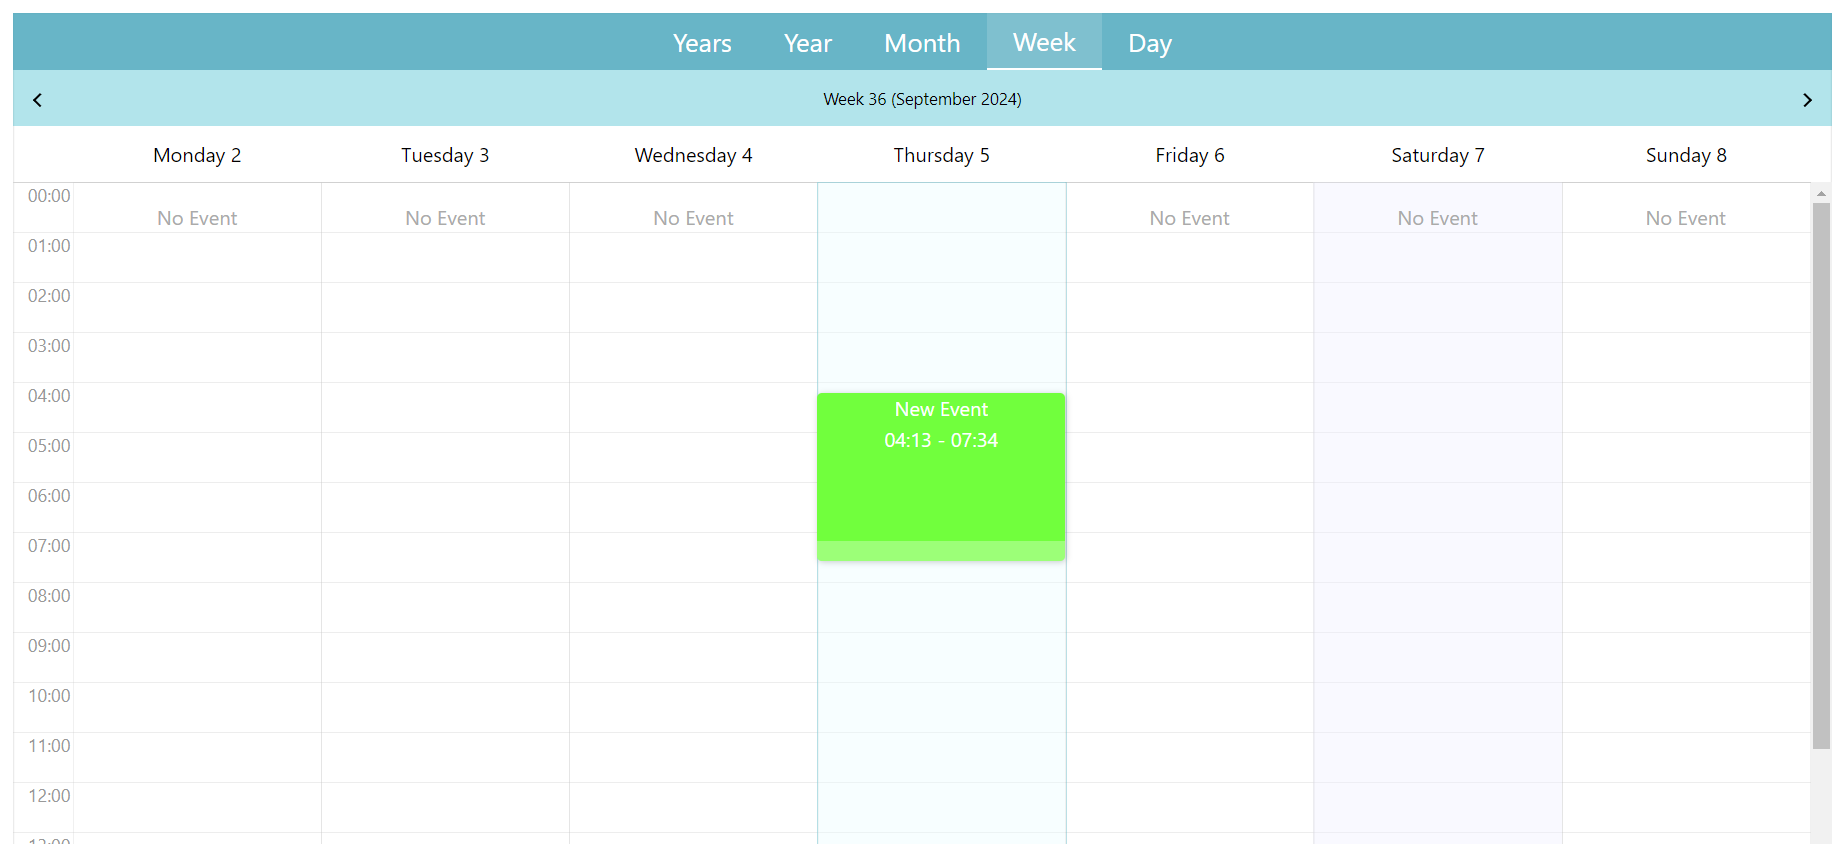 Years Year Month Week Day
Week 36 (September 2024)
Monday 2 Tuesday 3 Wednesday 4 Thursday 5 Friday 6 Saturday 7 Sunday 8
00:00
No Event No Event No Event No Event No Event No Event
01:00
02:00
03:00
04:00
New Event
04:13 - 07:34
05:00
06:00
07:00
08:00
09:00
10:00
11:00
12:00
13:00